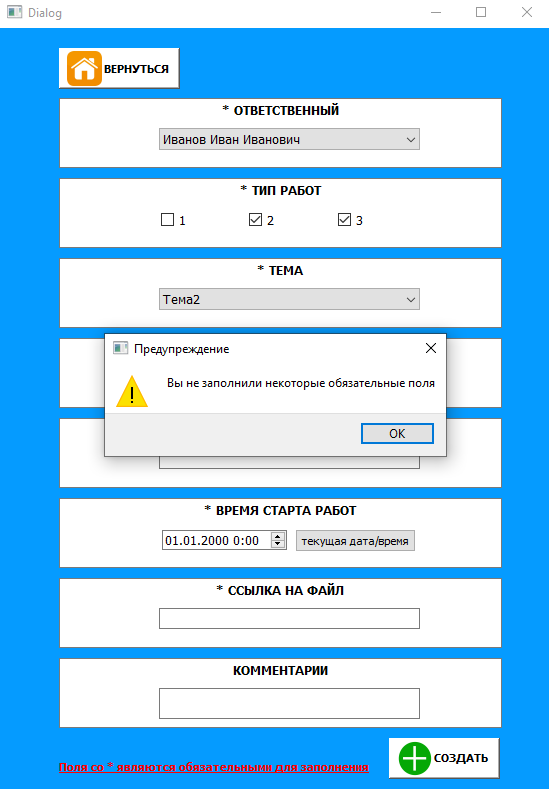 Dialog
ВЕРНУТЬСЯ
* ОТВЕТСТВЕННЫЙ
Иванов Иван Иванович
* ТИП РАБОТ
1 2 3
* ТЕМА
Тема2
Предупреждение
Вы не заполнили некоторые обязательные поля
OK
* ВРЕМЯ СТАРТА РАБОТ
01.01.2000 0:00 текущая дата/время
* ССЫЛКА НА ФАЙЛ
КОММЕНТАРИИ
Поля со * являются обязательными для заполнения
СОЗДАТЬ